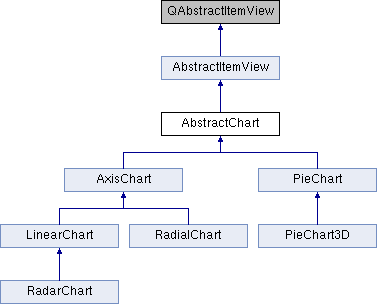 QAbstractItemView
AbstractItemView
AbstractChart
AxisChart
PieChart
LinearChart
RadialChart
PieChart3D
RadarChart